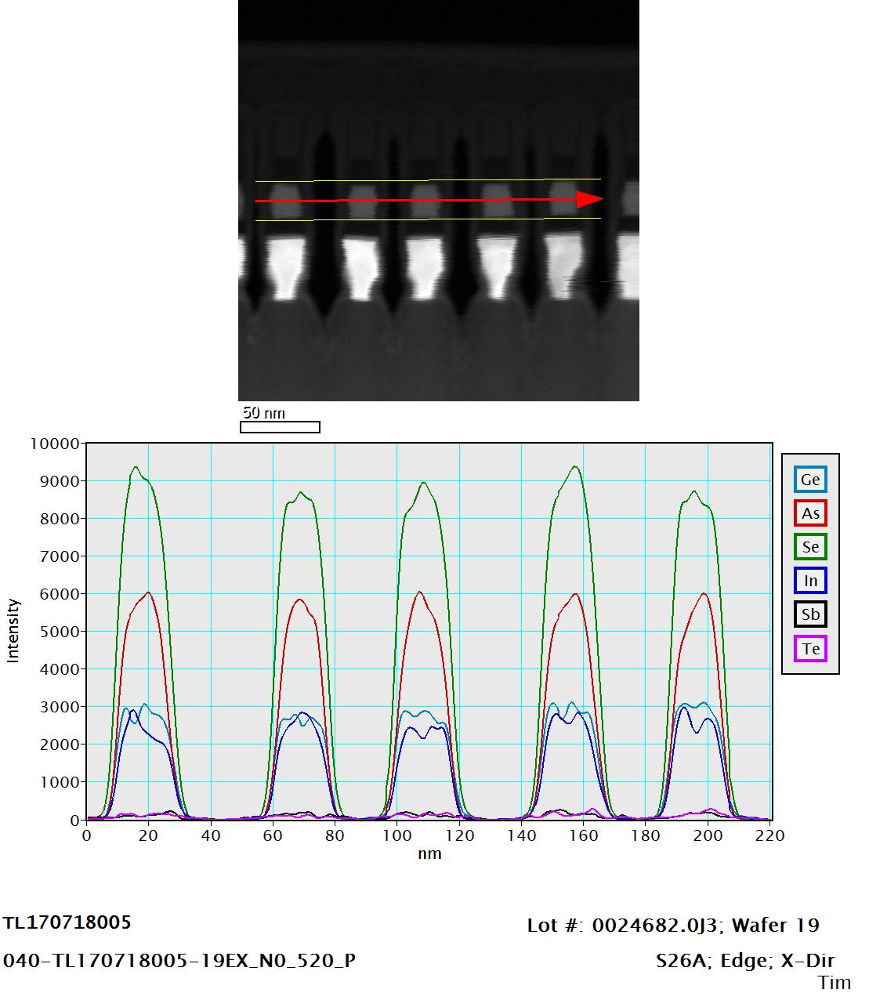 50 nm
10000
9000
8000
7000
6000
5000
4000
3000
2000
1000
0
Intensity
0 20 40 60 80 100 120 140 160 180 200 220
nm
Ge
As
Se
In
Sb
Te
TL170718005
Lot #: 0024682.0J3; Wafer 19
040-TL170718005-19EX_N0_520_P
S26A; Edge; X-Dir
Tim